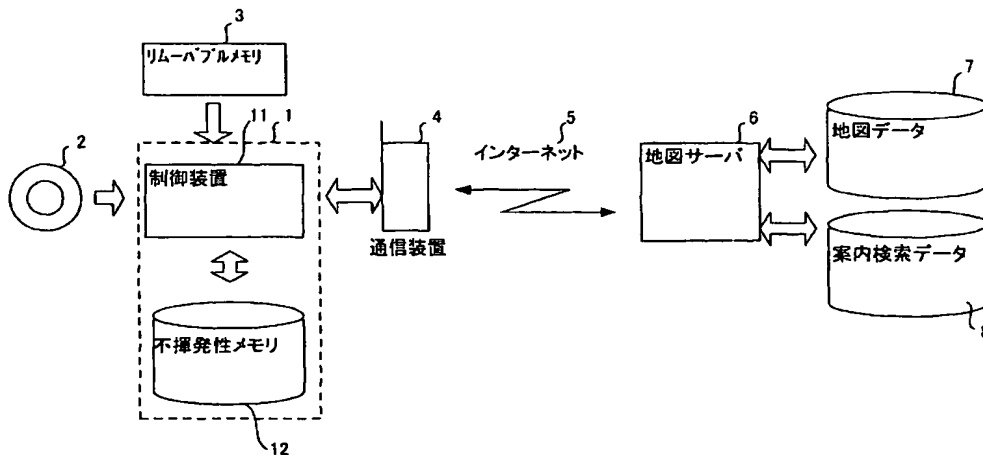 3
リムーバブルメモリ
2
11
1
制御装置
不揮発性メモリ
12
4
通信装置
5
インターネット
6
地図サーバ
7
地図データ
案内検索データ
8